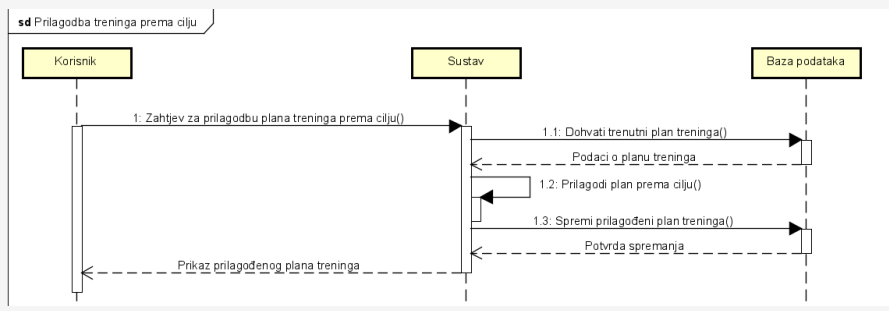 sd Prilagodba treninga prema cilju
Korisnik
Sustav
Baza podataka
1: Zahtjev za prilagodbu plana treninga prema cilju()
1.1: Dohvati trenutni plan treninga()
Podaci o planu treninga
1.2: Prilagodi plan prema cilju()
1.3: Spremi prilagođeni plan treninga()
Potvrda spremanja
Prikaz prilagođenog plana treninga